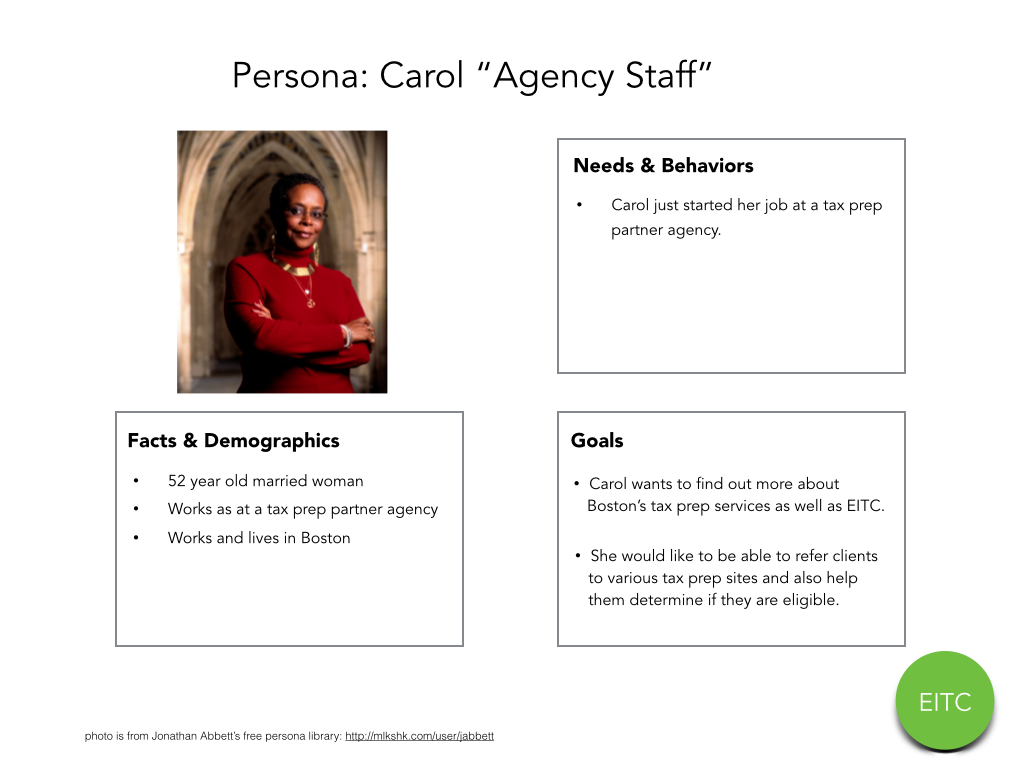 Persona: Carol “Agency Staff”
Needs & Behaviors
• Carol just started her job at a tax prep
partner agency.
Facts & Demographics
• 52 year old married woman
• Works as at a tax prep partner agency
• Works and lives in Boston
Goals
• Carol wants to find out more about
Boston’s tax prep services as well as EITC.
• She would like to be able to refer clients
to various tax prep sites and also help
them determine if they are eligible.
EITC
photo is from Jonathan Abbett’s free persona library: http://mlkshk.com/user/jabbett